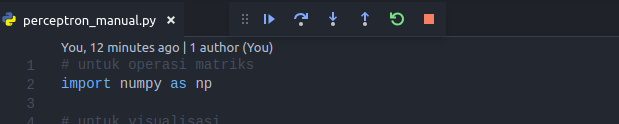 perceptron_manual.py
You, 12 minutes ago | 1 author (You)
1 # untuk operasi matriks
2 import numpy as np
3
4 # untuk visualisasi